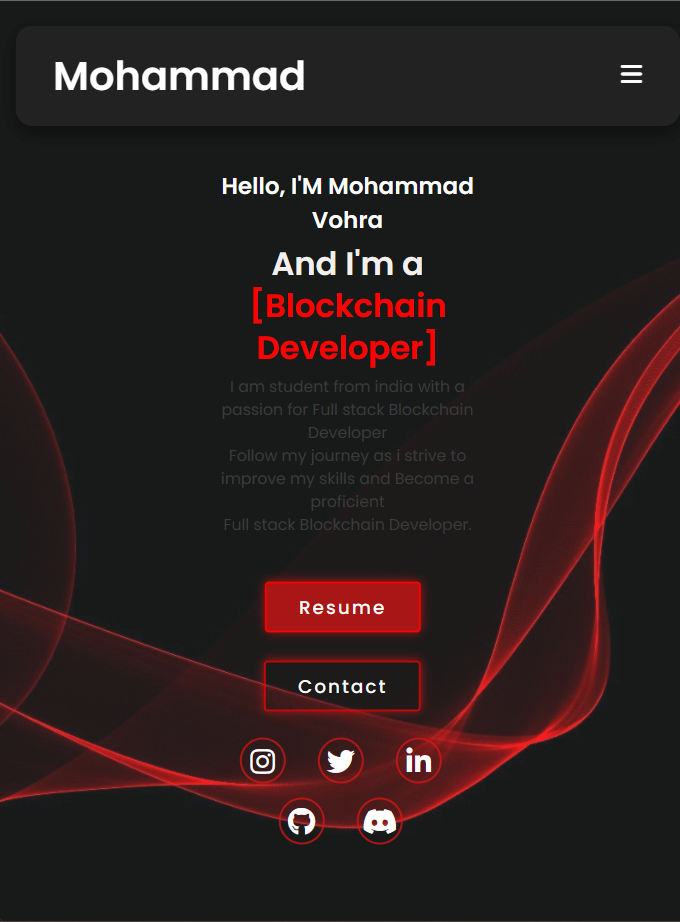 Mohammad
Hello, I'M Mohammad
Vohra
And I'm a
[Blockchain
Developer]
I am student from india with a
passion for Full stack Blockchain
Developer
Follow my journey as i strive to
improve my skills and Become a
proficient
Full stack Blockchain Developer.
Resume
Contact
in